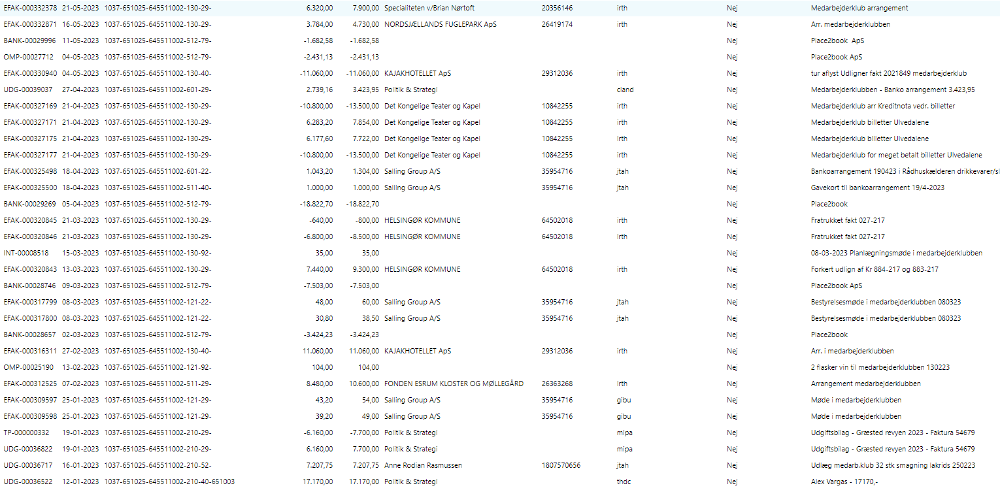 EFAK-000332378 21-05-2023 1037-651025-645511002-130-29- 6.320,00 7.900,00 Specialiteten v/Brian Nørtoft 20356146 irth Nej Medarbejderklub arrangement
EFAK-000332871 16-05-2023 1037-651025-645511002-130-29- 3.784,00 4.730,00 NORDSJÆLLANDS FUGLEPARK ApS 26419174 irth Nej Arr. medarbejderklubben
BANK-00029996 11-05-2023 1037-651025-645511002-512-79- -1.682,58 -1.682,58 Nej Place2book ApS
OMP-00027712 04-05-2023 1037-651025-645511002-512-79- -2.431,13 -2.431,13 Nej Place2book ApS
EFAK-000330940 04-05-2023 1037-651025-645511002-130-40- -11.060,00 -11.060,00 KAJAKHOTELLET ApS 29312036 irth Nej tur aflyst Udligner fakt 2021849 medarbejderklub
UDG-00039037 27-04-2023 1037-651025-645511002-601-29- 2.739,16 3.423,95 Politik & Strategi cland Nej Medarbejderklubben - Banko arrangement 3.423,95
EFAK-000327169 21-04-2023 1037-651025-645511002-130-29- -10.800,00 -13.500,00 Det Kongelige Teater og Kapel 10842255 irth Nej Medarbejderklub arr Kreditnota vedr. billetter
EFAK-000327171 21-04-2023 1037-651025-645511002-130-29- 6.283,20 7.854,00 Det Kongelige Teater og Kapel 10842255 irth Nej Medarbejderklub billetter Ulvedalene
EFAK-000327175 21-04-2023 1037-651025-645511002-130-29- 6.177,60 7.722,00 Det Kongelige Teater og Kapel 10842255 irth Nej Medarbejderklub billetter Ulvedalene
EFAK-000327177 21-04-2023 1037-651025-645511002-130-29- -10.800,00 -13.500,00 Det Kongelige Teater og Kapel 10842255 irth Nej Medarbejderklub for meget betalt billetter Ulvedalene
EFAK-000325498 18-04-2023 1037-651025-645511002-601-22- 1.043,20 1.304,00 Salling Group A/S 35954716 jtah Nej Bankoarrangement 190423 i Rådhuskælderen drikkevarer/sl
EFAK-000325500 18-04-2023 1037-651025-645511002-511-40- 1.000,00 1.000,00 Salling Group A/S 35954716 jtah Nej Gavekort til bankoarrangement 19/4-2023
BANK-00029269 05-04-2023 1037-651025-645511002-512-79- -18.822,70 -18.822,70 Nej Place2book
EFAK-000320845 21-03-2023 1037-651025-645511002-130-29- -640,00 -800,00 HELSINGØR KOMMUNE 64502018 irth Nej Fratrukket fakt 027-217
EFAK-000320846 21-03-2023 1037-651025-645511002-130-29- -6.800,00 -8.500,00 HELSINGØR KOMMUNE 64502018 irth Nej Fratrukket fakt 027-217
INT-00008518 15-03-2023 1037-651025-645511002-130-92- 35,00 35,00 Nej 08-03-2023 Planlægningsmøde i medarbejderklubben
EFAK-000320843 13-03-2023 1037-651025-645511002-130-29- 7.440,00 9.300,00 HELSINGØR KOMMUNE 64502018 irth Nej Forkert udlign af Kr 884-217 og 883-217
BANK-00028746 09-03-2023 1037-651025-645511002-512-79- -7.503,00 -7.503,00 Nej Place2book ApS
EFAK-000317799 08-03-2023 1037-651025-645511002-121-22- 48,00 60,00 Salling Group A/S 35954716 jtah Nej Bestyrelsesmøde i medarbejderklubben 080323
EFAK-000317800 08-03-2023 1037-651025-645511002-121-22- 30,80 38,50 Salling Group A/S 35954716 jtah Nej Bestyrelsesmøde i medarbejderklubben 080323
BANK-00028657 02-03-2023 1037-651025-645511002-512-79- -3.424,23 -3.424,23 Nej Place2book
EFAK-000316311 27-02-2023 1037-651025-645511002-130-40- 11.060,00 11.060,00 KAJAKHOTELLET ApS 29312036 irth Nej Arr. i medarbejderklubben
OMP-00025190 13-02-2023 1037-651025-645511002-121-92- 104,00 104,00 Nej 2 flasker vin til medarbejderklubben 130223
EFAK-000312525 07-02-2023 1037-651025-645511002-511-29- 8.480,00 10.600,00 FONDEN ESRUM KLOSTER OG MØLLEGÅRD 26363268 irth Nej Arrangement medarbejderklubben
EFAK-000309597 25-01-2023 1037-651025-645511002-121-29- 43,20 54,00 Salling Group A/S 35954716 gibu Nej Møde i medarbejderklubben
EFAK-000309598 25-01-2023 1037-651025-645511002-121-29- 39,20 49,00 Salling Group A/S 35954716 gibu Nej Møde i medarbejderklubben
TP-000000332 19-01-2023 1037-651025-645511002-210-29- -6.160,00 -7.700,00 Politik & Strategi mipa Nej Udgiftsbilag - Græsted revyen 2023 - Faktura 54679
UDG-00036822 19-01-2023 1037-651025-645511002-210-29- 6.160,00 7.700,00 Politik & Strategi mipa Nej Udgiftsbilag - Græsted revyen 2023 - Faktura 54679
UDG-00036717 16-01-2023 1037-651025-645511002-210-52- 7.207,75 7.207,75 Anne Rodian Rasmussen 1807570656 jtah Nej Udlæg medarb.klub 32 stk smagning lakrids 250223
UDG-00036522 12-01-2023 1037-651025-645511002-210-40-651003 17.170,00 17.170,00 Politik & Strategi thdc Nej Alex Vargas - 17170,-